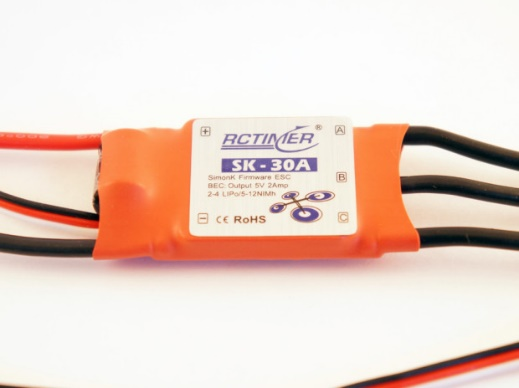 + RCTIMER ® A
SK-30A
SimonK Firmware ESC
BEC: Output 5V 2Amp
B
2-4 LiPo/5-12NiMh
- CE RoHS C